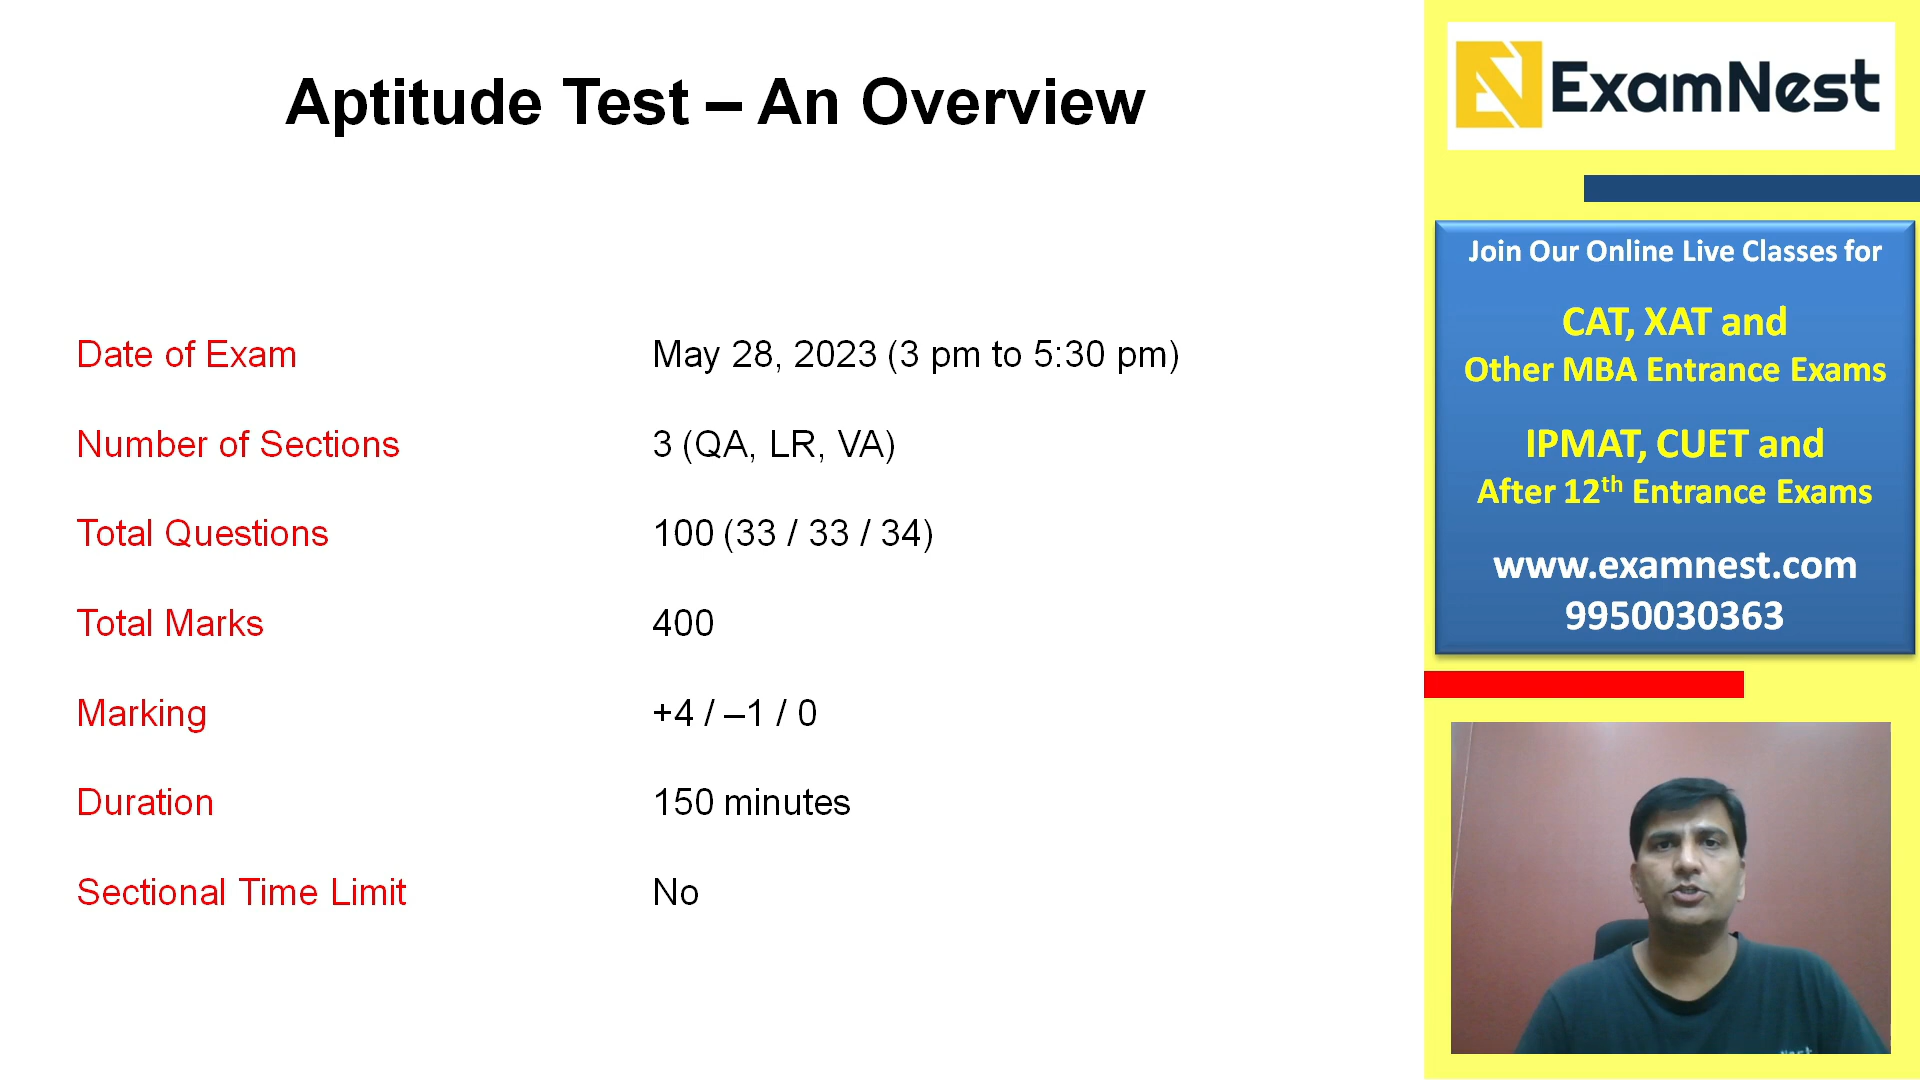 Aptitude Test – An Overview
Date of Exam May 28, 2023 (3 pm to 5:30 pm)
Number of Sections 3 (QA, LR, VA)
Total Questions 100 (33 / 33 / 34)
Total Marks 400
Marking +4 / –1 / 0
Duration 150 minutes
Sectional Time Limit No
ExamNest
Join Our Online Live Classes for
CAT, XAT and
Other MBA Entrance Exams
IPMAT, CUET and
After 12th Entrance Exams
www.examnest.com
9950030363